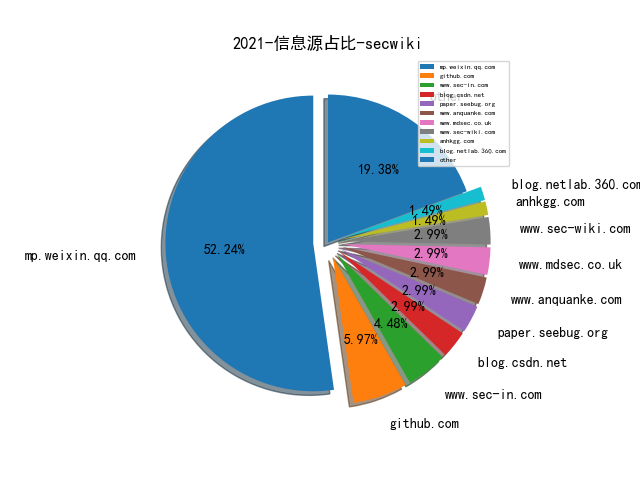 2021-信息源占比-secwiki
mp.weixin.qq.com
github.com
www.sec-in.com
blog.csdn.net
paper.seebug.org
www.anquanke.com
www.mdsec.co.uk
www.sec-wiki.com
anhkgg.com
blog.netlab.360.com
other
other
19.38%
blog.netlab.360.com
1.49%
anhkgg.com
1.49%
www.sec-wiki.com
2.99%
www.mdsec.co.uk
2.99%
www.anquanke.com
2.99%
paper.seebug.org
2.99%
blog.csdn.net
2.99%
www.sec-in.com
4.48%
github.com
5.97%
mp.weixin.qq.com
52.24%